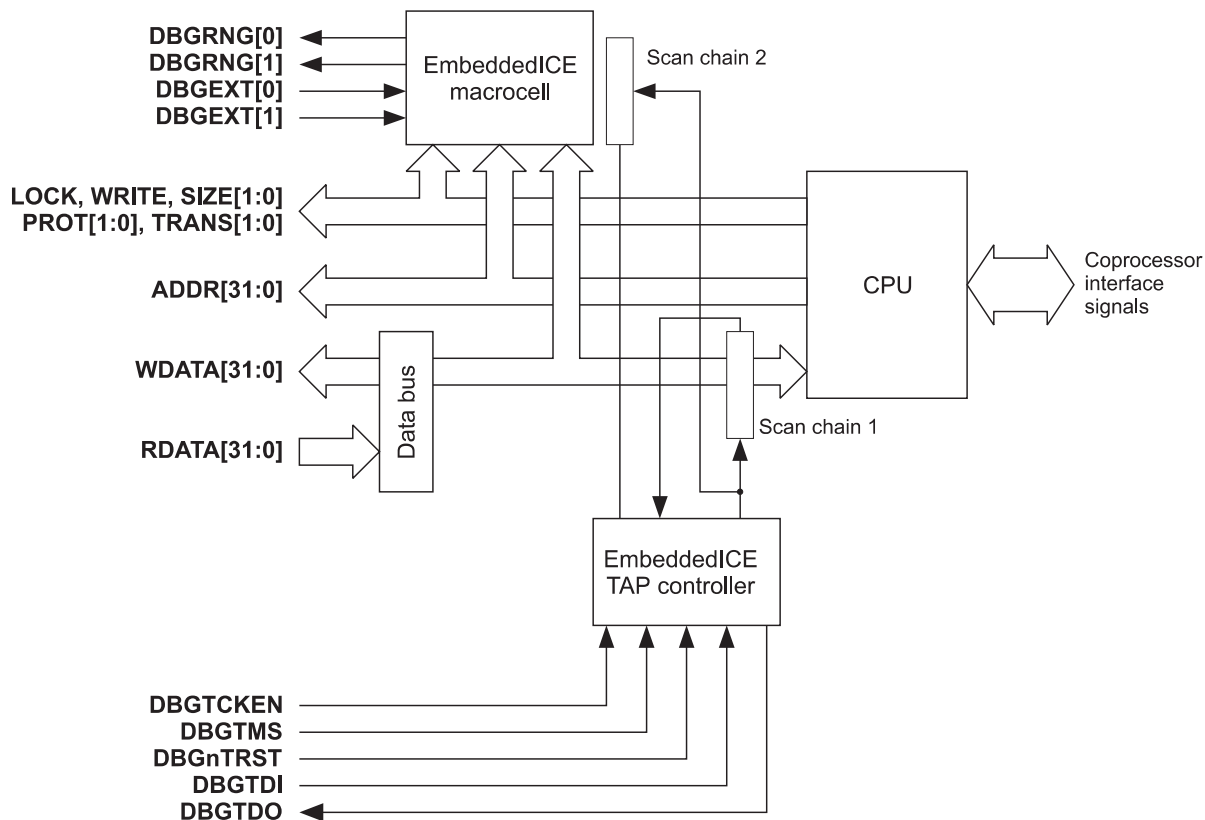 DBGRNG[0]
DBGRNG[1]
DBGEXT[0]
DBGEXT[1]
EmbeddedICE
macrocell
Scan chain 2
LOCK, WRITE, SIZE[1:0]
PROT[1:0], TRANS[1:0]
ADDR[31:0]
WDATA[31:0]
RDATA[31:0]
Data bus
CPU
Coprocessor
interface
signals
Scan chain 1
EmbeddedICE
TAP controller
DBGTCKEN
DBGTMS
DBGnTRST
DBGTDI
DBGTDO